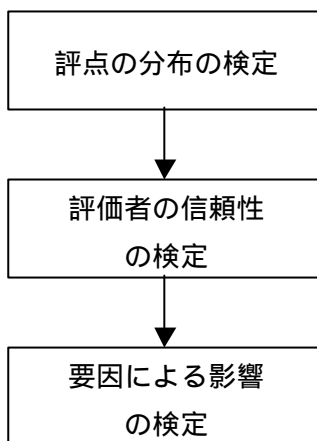 評点の分布の検定
評価者の信頼性
の検定
要因による影響
の検定